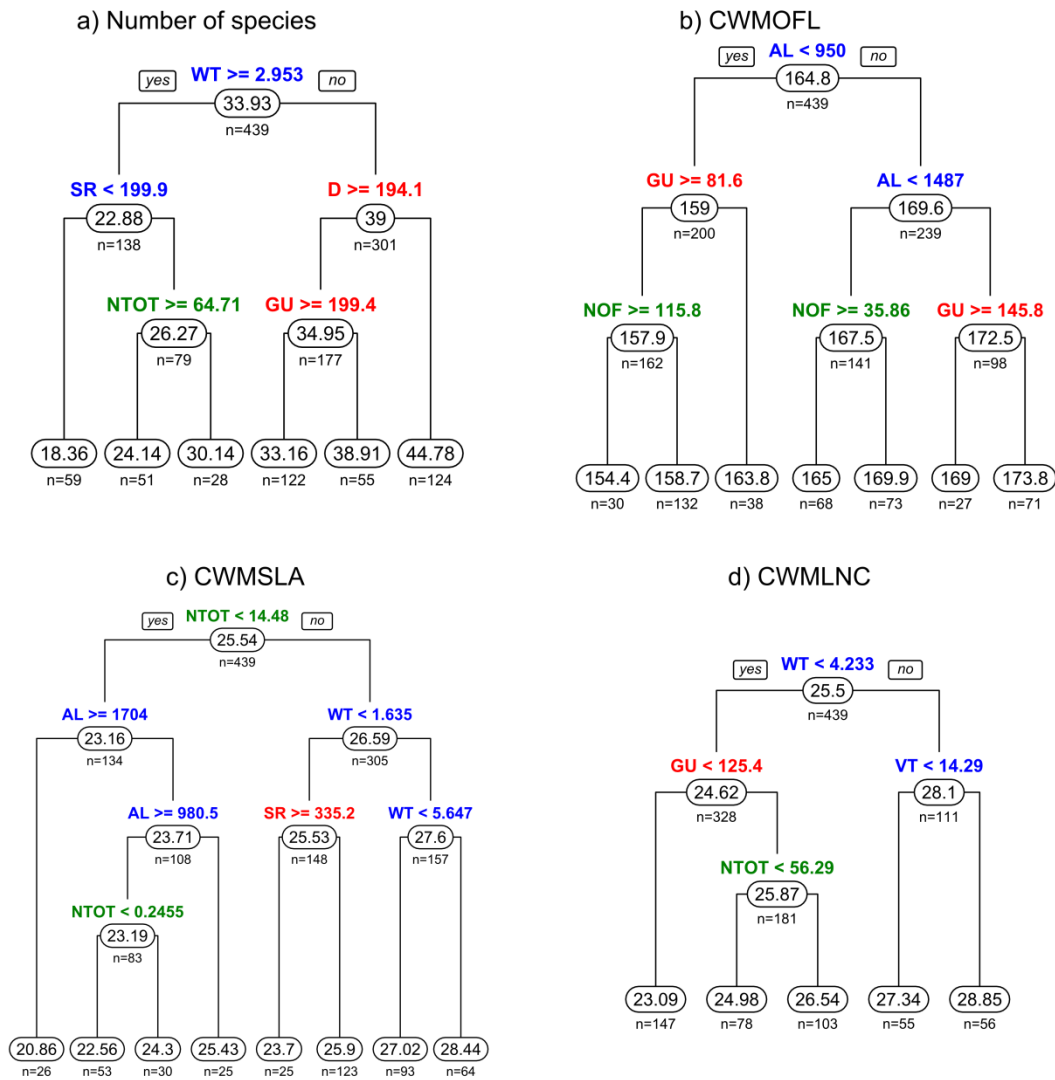 a) Number of species
yes WT >= 2.953 no
33.93
n=439
SR < 199.9 D >= 194.1
22.88 39
n=138 n=301
NTOT >= 64.71 GU >= 199.4
26.27 34.95
n=79 n=177
18.36 24.14 30.14 33.16 38.91 44.78
n=59 n=51 n=28 n=122 n=55 n=124
b) CWMOFL
yes AL < 950 no
164.8
n=439
GU >= 81.6 AL < 1487
159 169.6
n=200 n=239
NOF >= 115.8 NOF >= 35.86 GU >= 145.8
157.9 167.5 172.5
n=162 n=141 n=98
154.4 158.7 163.8 165 169.9 169 173.8
n=30 n=132 n=38 n=68 n=73 n=27 n=71
c) CWMSLA
yes NTOT < 14.48 no
25.54
n=439
AL >= 1704 WT < 1.635
23.16 26.59
n=134 n=305
AL >= 980.5 SR >= 335.2 WT < 5.647
23.71 25.53 27.6
n=108 n=148 n=157
NTOT < 0.2455
23.19
n=83
20.86 22.56 24.3 25.43 23.7 25.9 27.02 28.44
n=26 n=53 n=30 n=25 n=25 n=123 n=93 n=64
d) CWMLNC
yes WT < 4.233 no
25.5
n=439
GU < 125.4 VT < 14.29
24.62 28.1
n=328 n=111
NTOT < 56.29
25.87
n=181
23.09 24.98 26.54 27.34 28.85
n=147 n=78 n=103 n=55 n=56